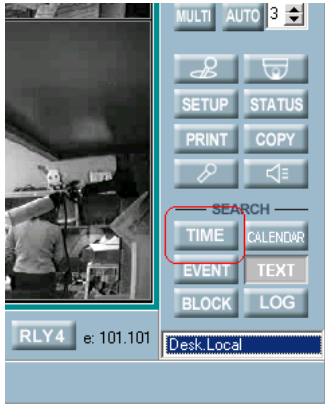 MULTI AUTO 3
SETUP STATUS
PRINT COPY
SEARCH
TIME CALENDAR
EVENT TEXT
BLOCK LOG
RLY4 e: 101.101 Desk.Local